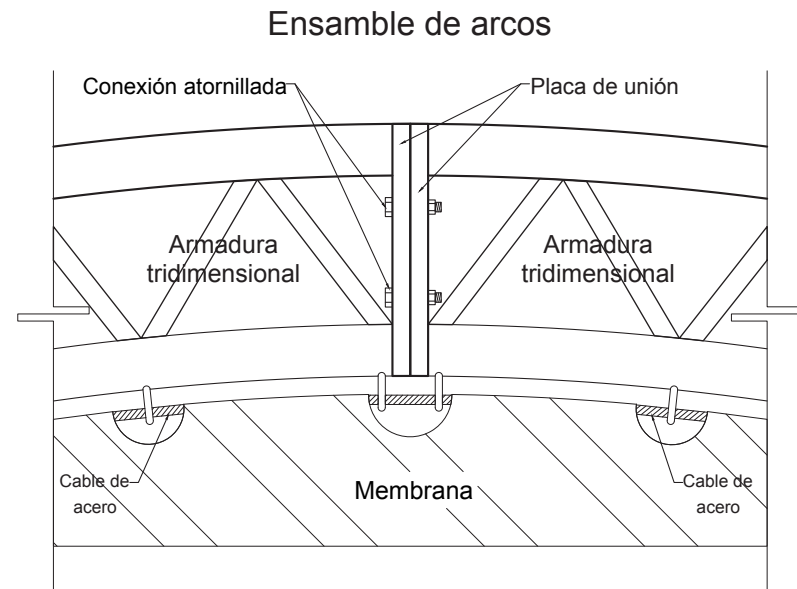 Ensamble de arcos
Conexión atornillada
Placa de unión
Armadura
tridimensional
Armadura
tridimensional
Cable de
acero
Membrana
Cable de
acero